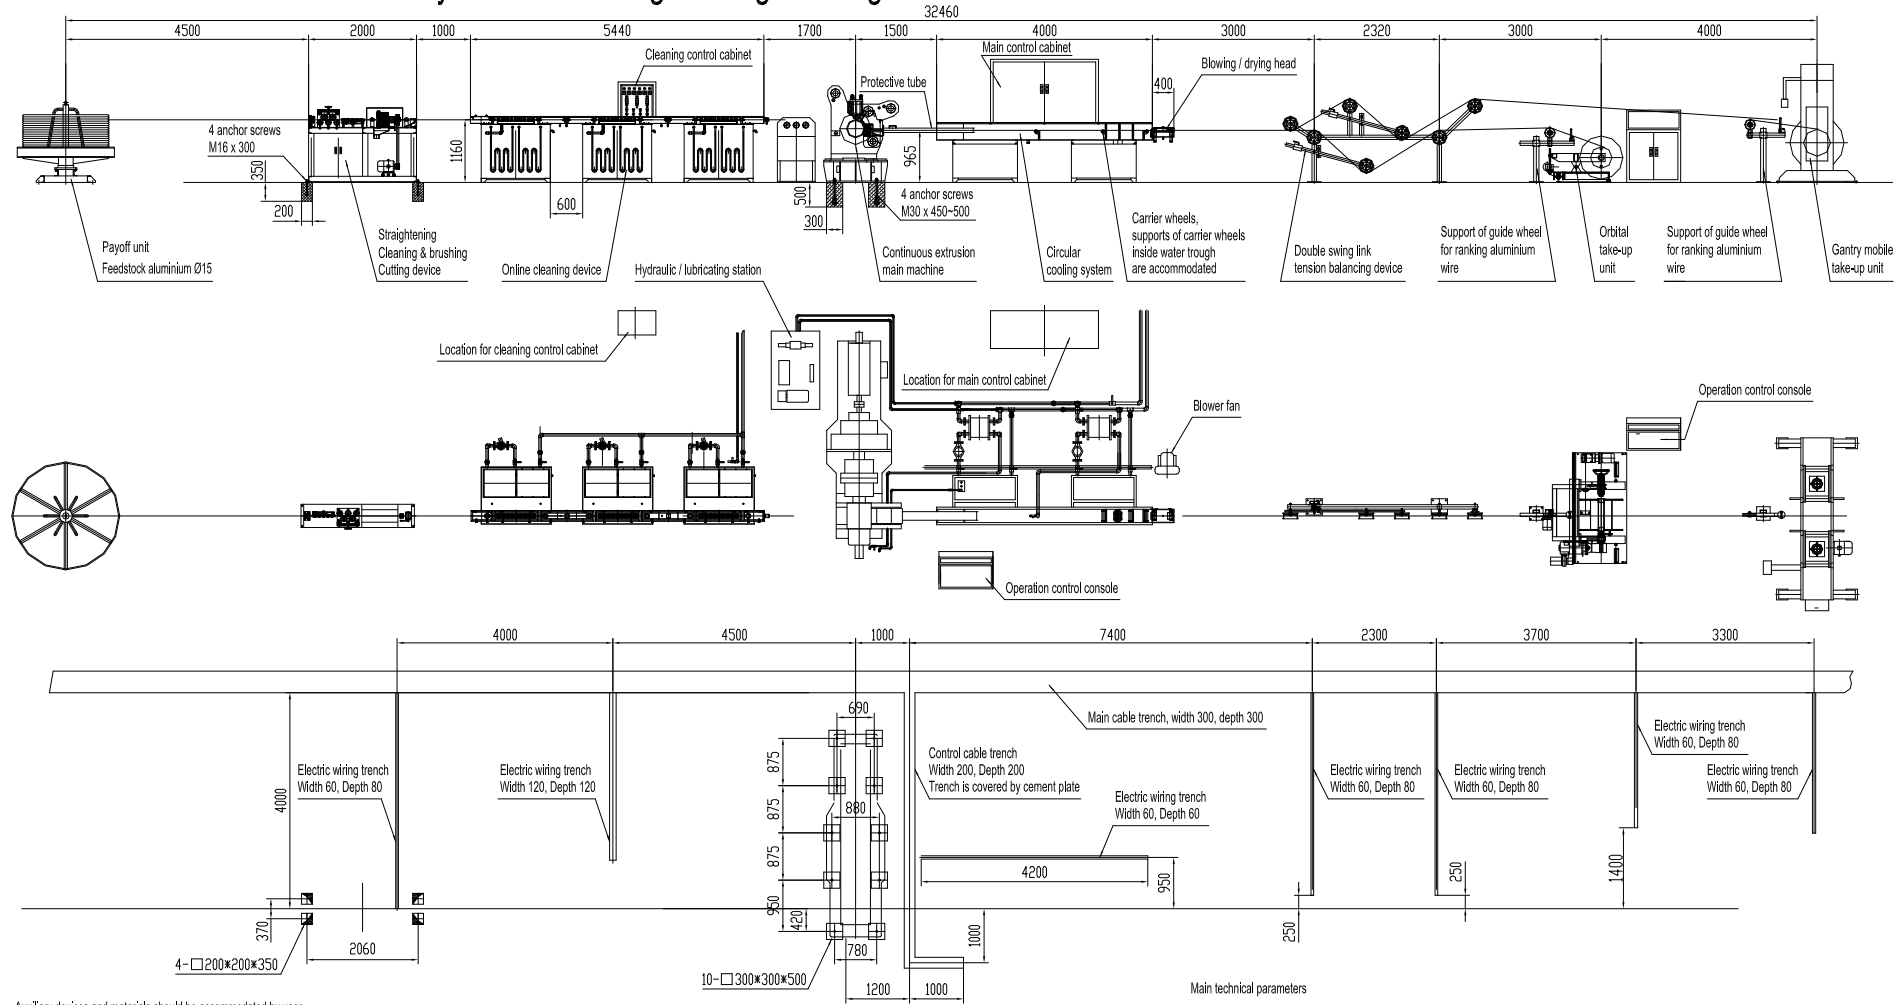 32460
4500
2000
1000
5440
1700
1500
4000
3000
2320
3000
4000
Cleaning control cabinet
Main control cabinet
Blowing / drying head
Protective tube
400
4 anchor screws
M16 x 300
350
200
1160
600
500
300
965
4 anchor screws
M30 x 450~500
Payoff unit
Feedstock aluminium Ø15
Straightening
Cleaning & brushing
Cutting device
Online cleaning device
Hydraulic / lubricating station
Continuous extrusion
main machine
Circular
cooling system
Carrier wheels,
supports of carrier wheels
inside water trough
are accommodated
Double swing link
tension balancing device
Support of guide wheel
for ranking aluminium
wire
Orbital
take-up
unit
Support of guide wheel
for ranking aluminium
wire
Gantry mobile
take-up unit
Location for cleaning control cabinet
Location for main control cabinet
Blower fan
Operation control console
Operation control console
4000
4500
1000
7400
2300
3700
3300
Main cable trench, width 300, depth 300
690
875
875
875
950
880
420
780
4000
Electric wiring trench
Width 60, Depth 80
Electric wiring trench
Width 120, Depth 120
Control cable trench
Width 200, Depth 200
Trench is covered by cement plate
Electric wiring trench
Width 60, Depth 60
4200
950
Electric wiring trench
Width 60, Depth 80
Electric wiring trench
Width 60, Depth 80
Electric wiring trench
Width 60, Depth 80
Electric wiring trench
Width 60, Depth 80
250
250
1400
370
2060
4-□200*200*350
10-□300*300*500
1000
1200
1000
Main technical parameters